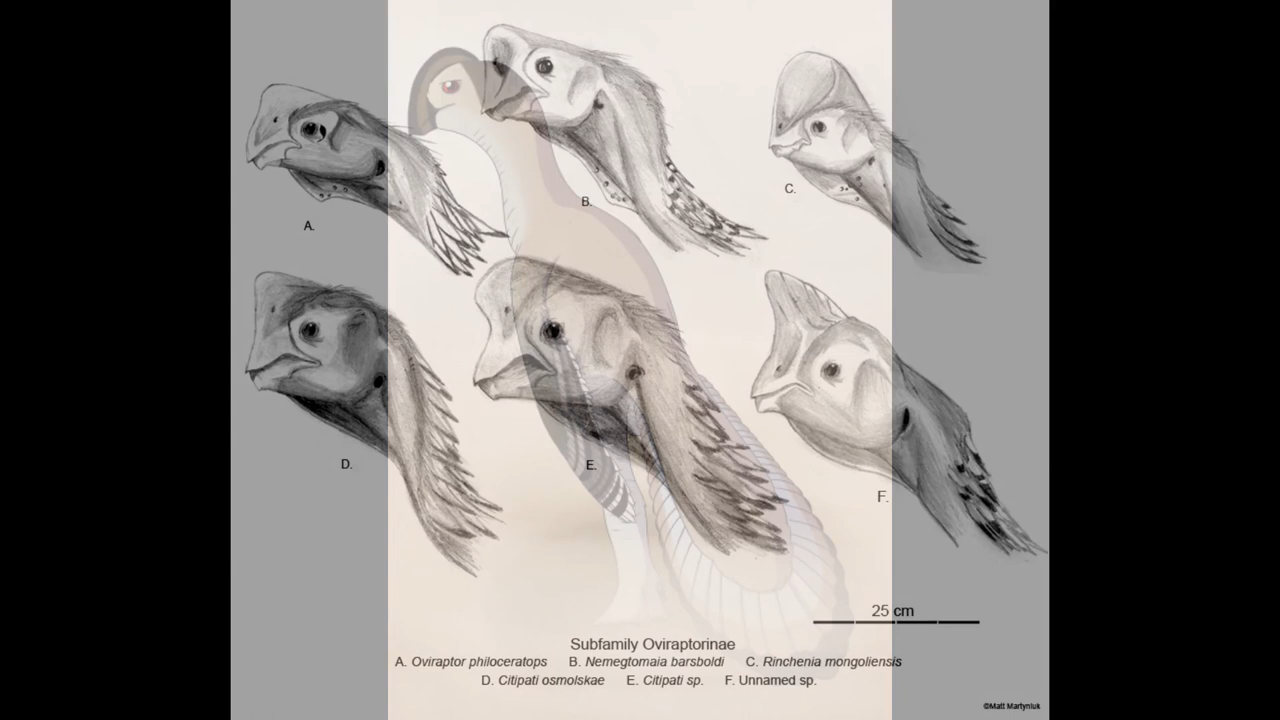 A.
B.
C.
D.
E.
F.
25 cm
Subfamily Oviraptorinae
A. Oviraptor philoceratops B. Nemegtomaia barsboldi C. Rinchenia mongoliensis
D. Citipati osmolskae E. Citipati sp. F. Unnamed sp.
©Matt Martyniuk